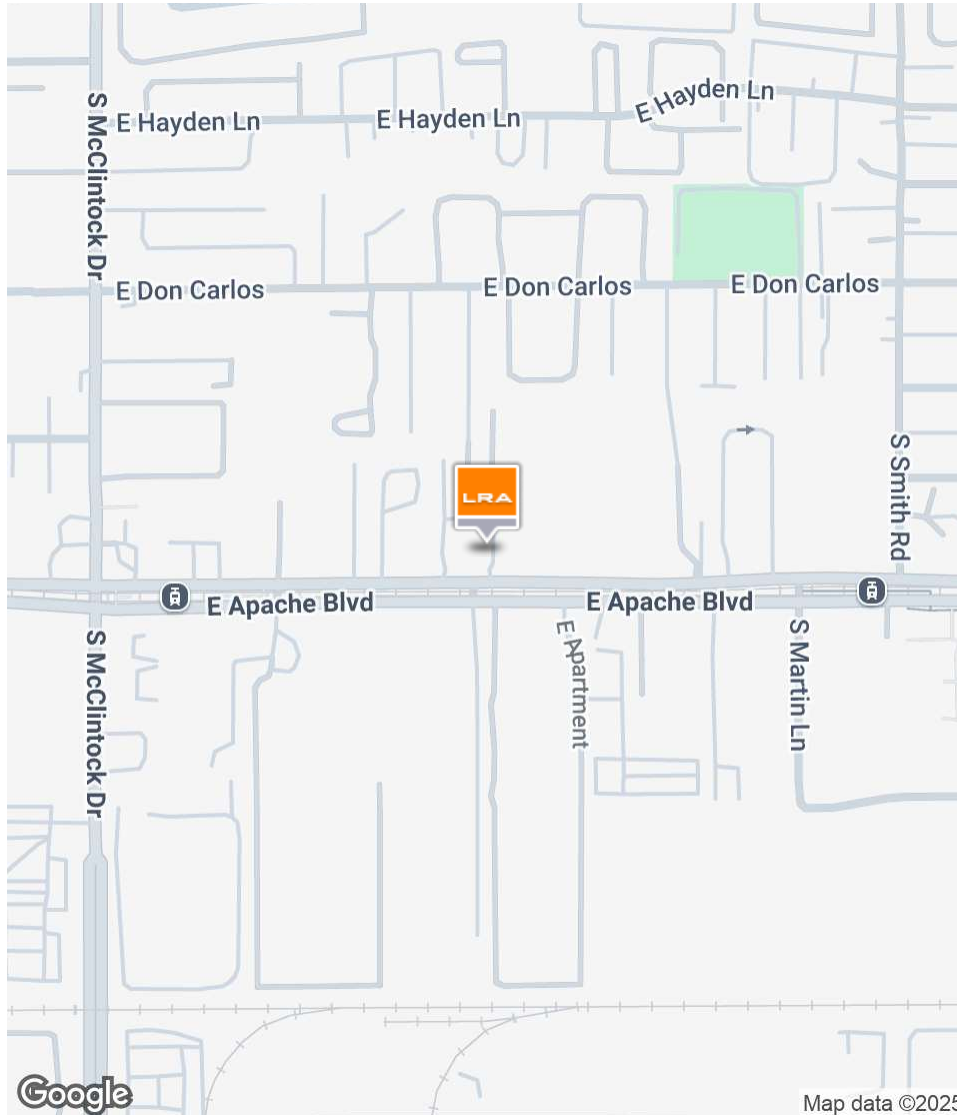 E Hayden Ln
E Hayden Ln
E Hayden Ln
S McClintock Dr
E Don Carlos
E Don Carlos
E Don Carlos
S Smith Rd
LRA
E Apache Blvd
E Apache Blvd
S McClintock Dr
E Apartment
S Martin Ln
Google
Map data ©2025